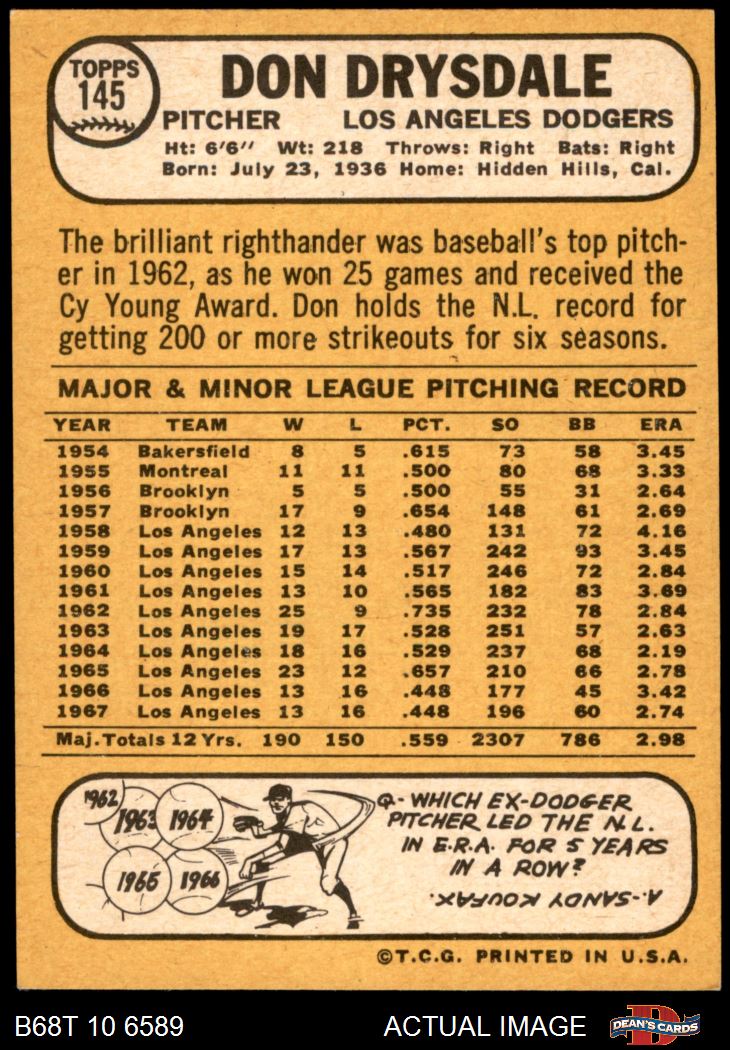 TOPPS
145
DON DRYSDALE
PITCHER LOS ANGELES DODGERS
Ht: 6'6" Wt: 218 Throws: Right Bats: Right
Born: July 23, 1936 Home: Hidden Hills, Cal.
The brilliant righthander was baseball's top pitch-
er in 1962, as he won 25 games and received the
Cy Young Award. Don holds the N.L. record for
getting 200 or more strikeouts for six seasons.
MAJOR & MINOR LEAGUE PITCHING RECORD
YEAR TEAM W L PCT. SO BB ERA
1954 Bakersfield 8 5 .615 73 58 3.45
1955 Montreal 11 11 .500 80 68 3.33
1956 Brooklyn 5 5 .500 55 31 2.64
1957 Brooklyn 17 9 .654 148 61 2.69
1958 Los Angeles 12 13 .480 131 72 4.16
1959 Los Angeles 17 13 .567 242 93 3.45
1960 Los Angeles 15 14 .517 246 72 2.84
1961 Los Angeles 13 10 .565 182 83 3.69
1962 Los Angeles 25 9 .735 232 78 2.84
1963 Los Angeles 19 17 .528 251 57 2.63
1964 Los Angeles 18 16 .529 237 68 2.19
1965 Los Angeles 23 12 .657 210 66 2.78
1966 Los Angeles 13 16 .448 177 45 3.42
1967 Los Angeles 13 16 .448 196 60 2.74
Maj. Totals 12 Yrs. 190 150 .559 2307 786 2.98
1962
1963 1964
1965 1966
Q- WHICH EX-DODGER
PITCHER LED THE N.L.
IN E.R.A. FOR 5 YEARS
IN A ROW?
A.-SANDY KOUFAX.
©T.C.G. PRINTED IN U.S.A.
B68T 10 6589 ACTUAL IMAGE
D
DEAN'S CARDS